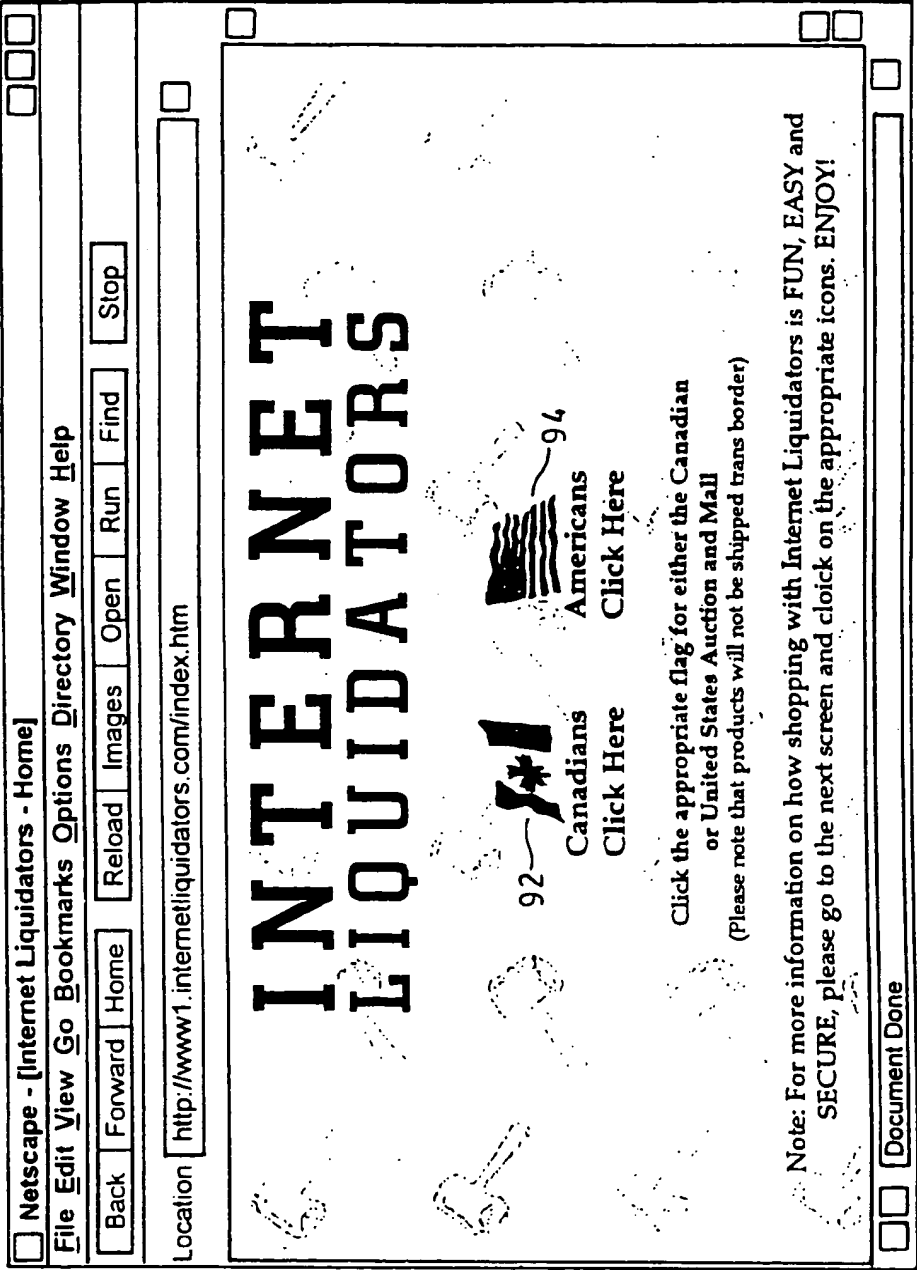 Netscape - [Internet Liquidators - Home]
File Edit View Go Bookmarks Options Directory Window Help
Back Forward Home Reload Images Open Run Find Stop
Location http://www1.internetliquidators.com/index.htm
INTERNET
LIQUIDATORS
92 94
Canadians Americans
Click Here Click Here
Click the appropriate flag for either the Canadian
or United States Auction and Mall
(Please note that products will not be shipped trans border)
Note: For more information on how shopping with Internet Liquidators is FUN, EASY and
SECURE, please go to the next screen and cloick on the appropriate icons. ENJOY!
Document Done